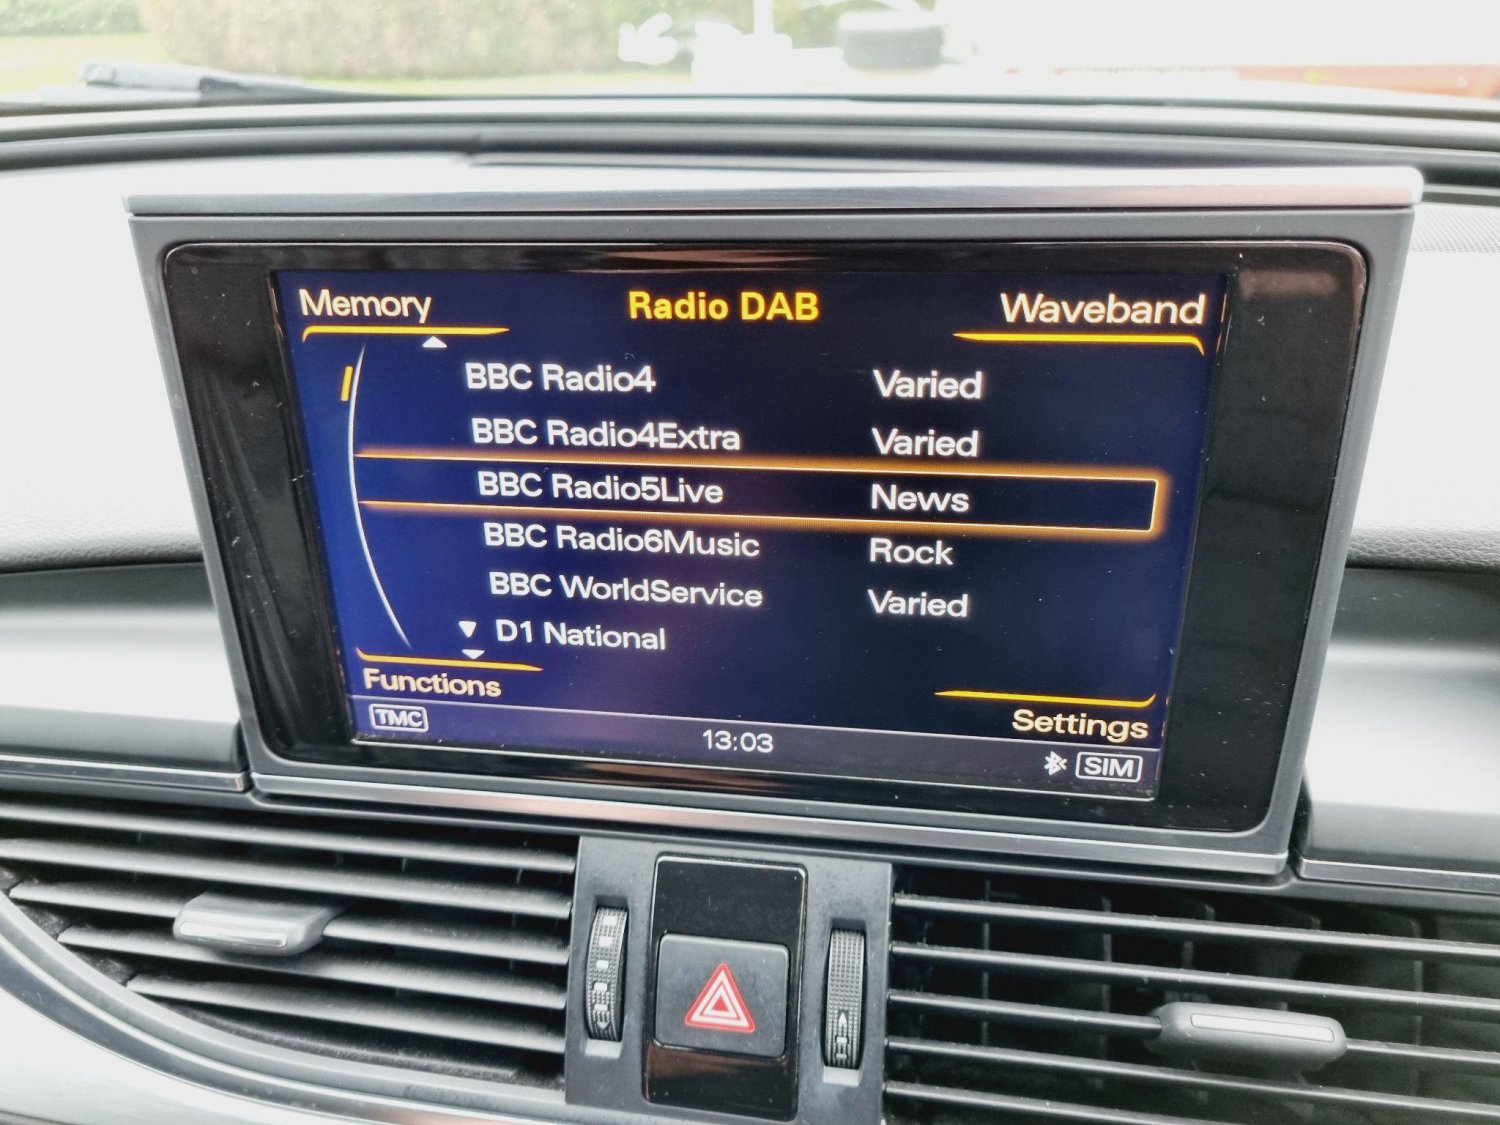 Memory Radio DAB Waveband
BBC Radio4 Varied
BBC Radio4Extra Varied
BBC Radio5Live News
BBC Radio6Music Rock
BBC WorldService Varied
D1 National
Functions Settings
TMC 13:03 SIM